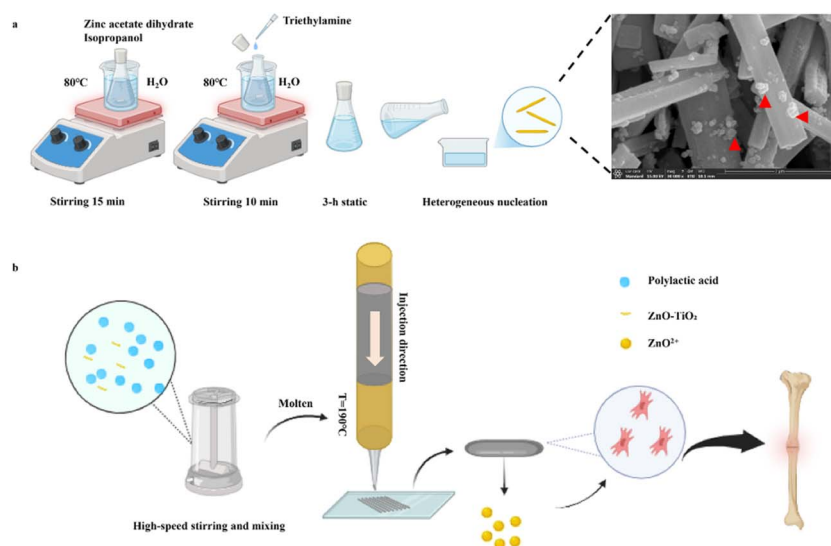 a
Zinc acetate dihydrate
Isopropanol
80℃
H₂O
Stirring 15 min
Triethylamine
80℃
H₂O
Stirring 10 min
3-h static
Heterogeneous nucleation
b
High-speed stirring and mixing
Molten
Injection direction
T=190℃
Polylactic acid
ZnO-TiO₂
ZnO²⁺